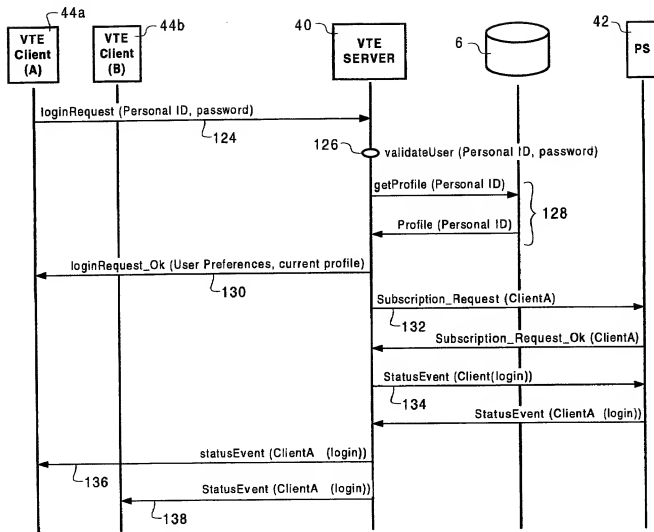 44a
44b
40
6
42
VTE
Client
(A)
VTE
Client
(B)
VTE
SERVER
PS
loginRequest (Personal ID, password)
124
126
validateUser (Personal ID, password)
getProfile (Personal ID)
128
Profile (Personal ID)
loginRequest_Ok (User Preferences, current profile)
130
Subscription_Request (ClientA)
132
Subscription_Request_Ok (ClientA)
StatusEvent (Client(login))
134
StatusEvent (ClientA (login))
statusEvent (ClientA (login))
136
StatusEvent (ClientA (login))
138